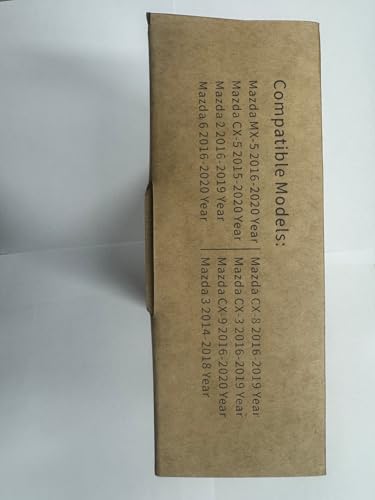 Compatible Models:
Mazda MX-5 2016-2020 Year
Mazda CX-5 2015-2020 Year
Mazda 2 2016-2019 Year
Mazda 6 2016-2020 Year
Mazda CX-8 2016-2019 Year
Mazda CX-3 2016-2019 Year
Mazda CX-9 2016-2020 Year
Mazda 3 2014-2018 Year